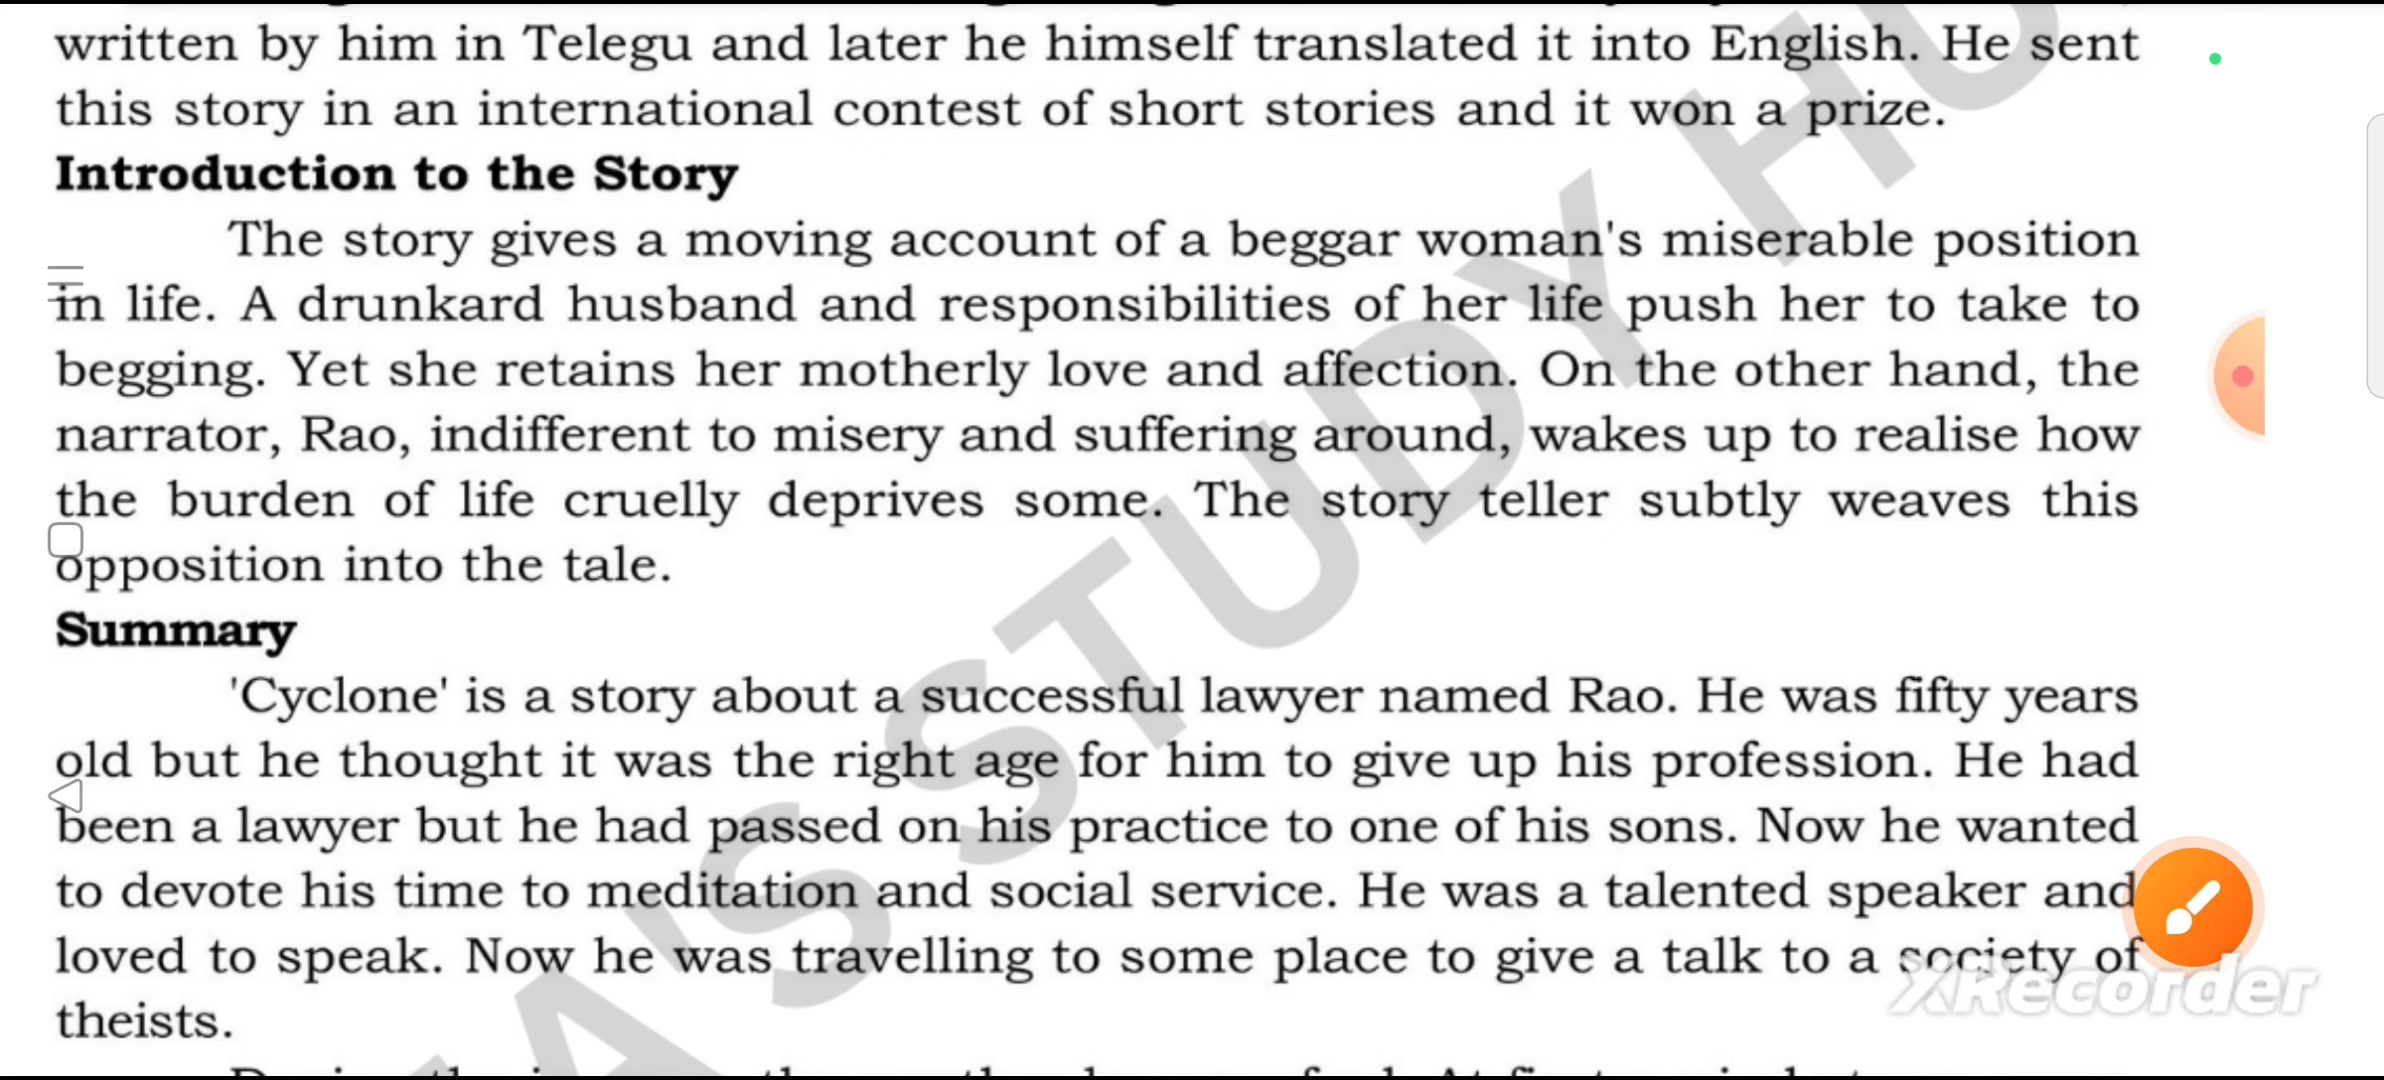 written by him in Telegu and later he himself translated it into English. He sent
this story in an international contest of short stories and it won a prize.
Introduction to the Story
The story gives a moving account of a beggar woman's miserable position
in life. A drunkard husband and responsibilities of her life push her to take to
begging. Yet she retains her motherly love and affection. On the other hand, the
narrator, Rao, indifferent to misery and suffering around, wakes up to realise how
the burden of life cruelly deprives some. The story teller subtly weaves this
opposition into the tale.
Summary
'Cyclone' is a story about a successful lawyer named Rao. He was fifty years
old but he thought it was the right age for him to give up his profession. He had
been a lawyer but he had passed on his practice to one of his sons. Now he wanted
to devote his time to meditation and social service. He was a talented speaker and
loved to speak. Now he was travelling to some place to give a talk to a society of
theists.
A'S STUDY HU
XRecorder